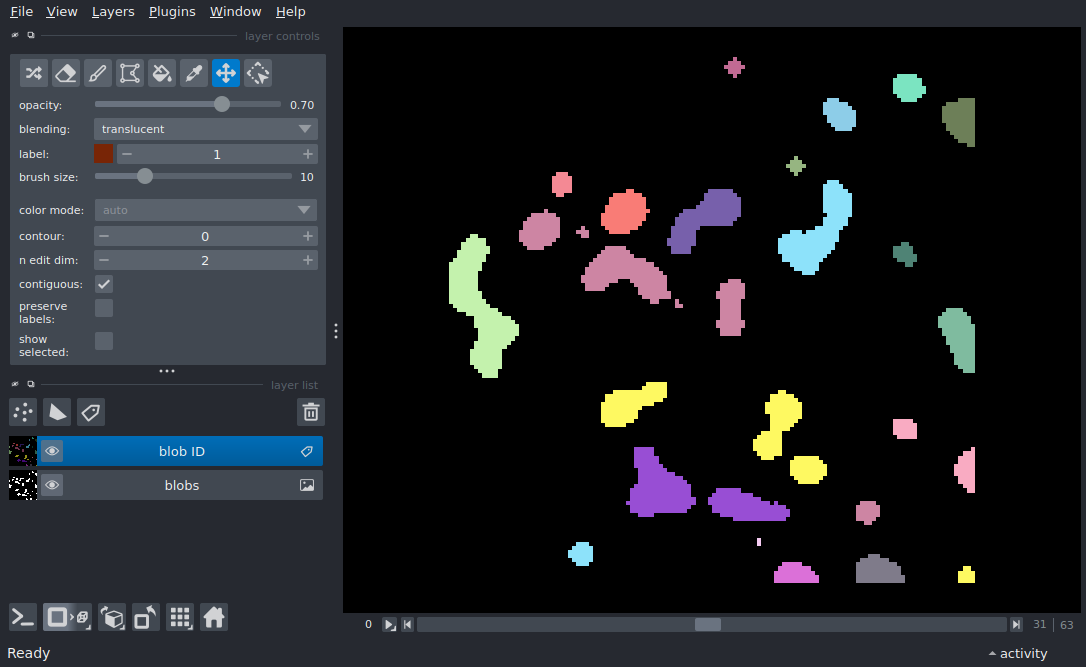 File View Layers Plugins Window Help
layer controls
opacity: 0.70
blending: translucent
label: 1
brush size: 10
color mode: auto
contour: 0
n edit dim: 2
contiguous:
preserve
labels:
show
selected:
layer list
blob ID
blobs
0 31 | 63
Ready activity